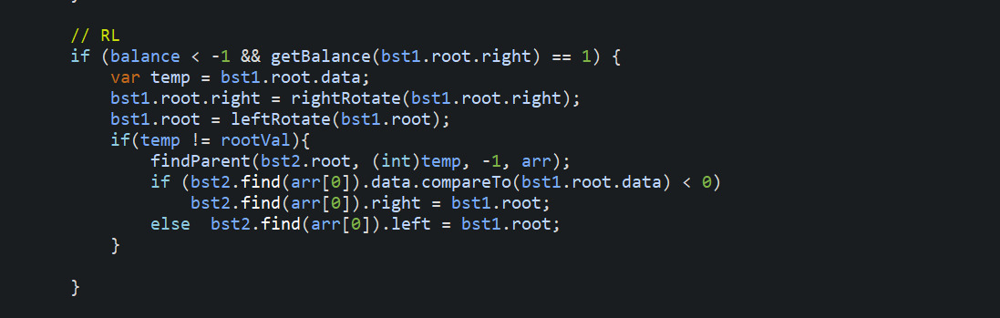 // RL
if (balance < -1 && getBalance(bst1.root.right) == 1) {
var temp = bst1.root.data;
bst1.root.right = rightRotate(bst1.root.right);
bst1.root = leftRotate(bst1.root);
if(temp != rootVal){
findParent(bst2.root, (int)temp, -1, arr);
if (bst2.find(arr[0]).data.compareTo(bst1.root.data) < 0)
bst2.find(arr[0]).right = bst1.root;
else  bst2.find(arr[0]).left = bst1.root;
}
}